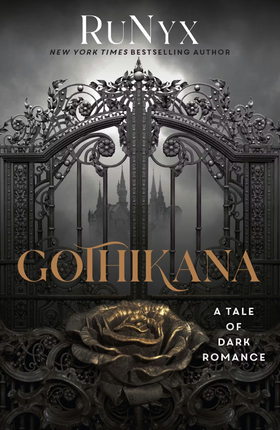 RuNyx
NEW YORK TIMES BESTSELLING AUTHOR
GOTHIKANA
A TALE
OF
DARK
ROMANCE